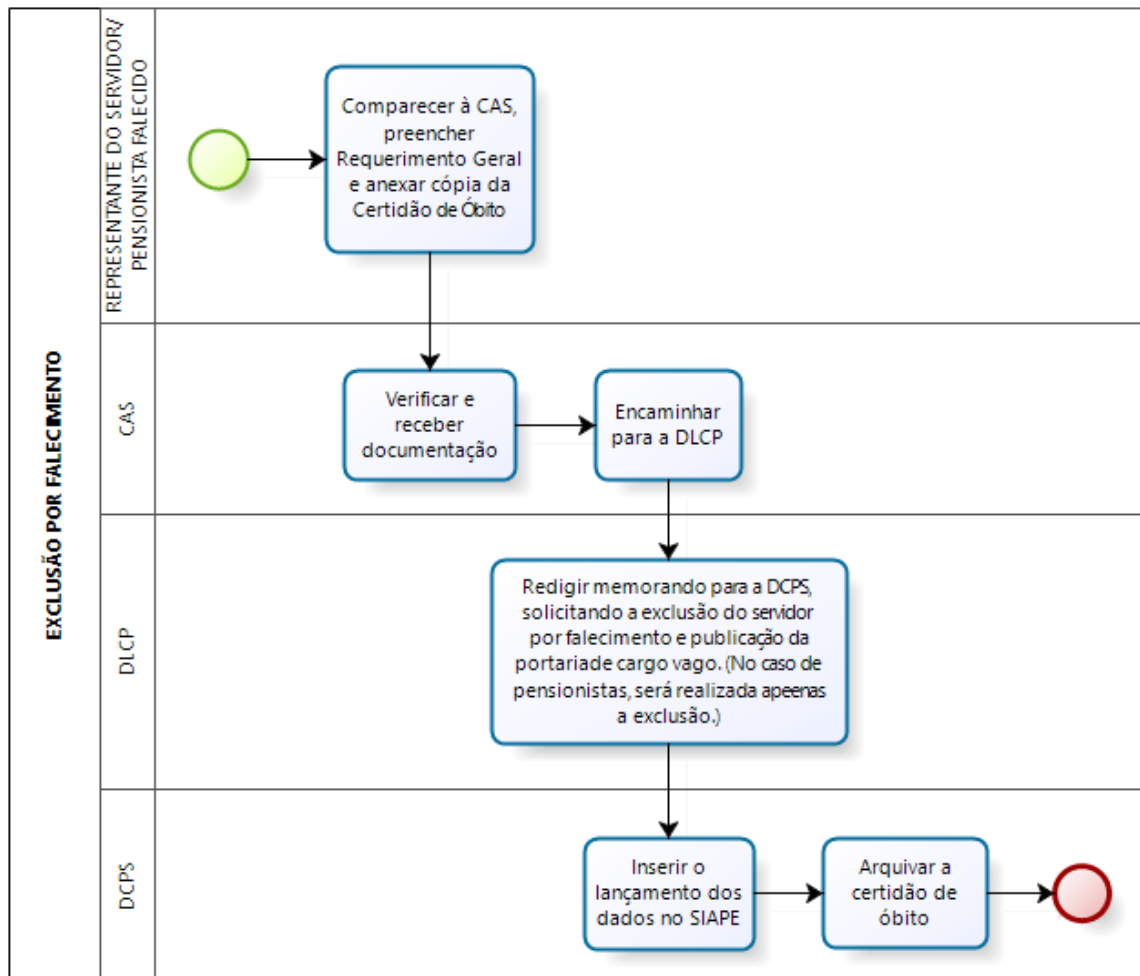 EXCLUSÃO POR FALECIMENTO
REPRESENTANTE DO SERVIDOR/
PENSIONISTA FALECIDO
Comparecer à CAS,
preencher
Requerimento Geral
e anexar cópia da
Certidão de Óbito
CAS
Verificar e
receber
documentação
Encaminhar
para a DLCP
DLCP
Redigir memorando para a DCPS,
solicitando a exclusão do servidor
por falecimento e publicação da
portariade cargo vago. (No caso de
pensionistas, será realizada apeenas
a exclusão.)
DCPS
Inserir o
lançamento dos
dados no SIAPE
Arquivar a
certidão de
óbito